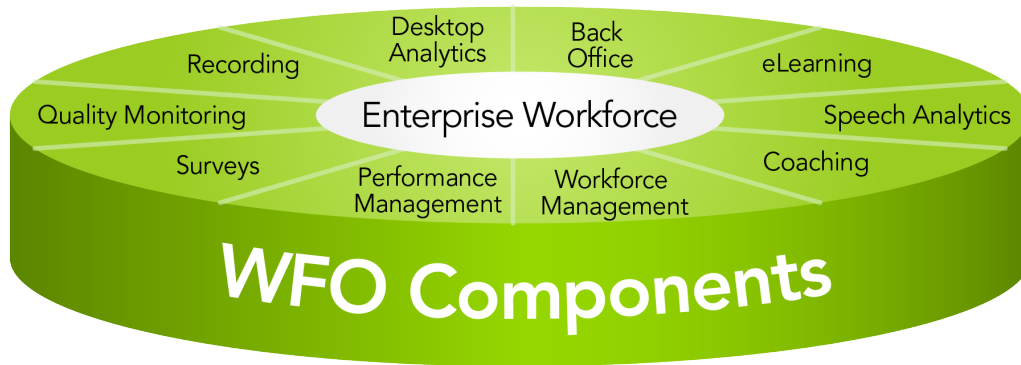 Desktop
Analytics
Back
Office
Recording
eLearning
Quality Monitoring
Enterprise Workforce
Speech Analytics
Surveys
Coaching
Performance
Management
Workforce
Management
WFO Components